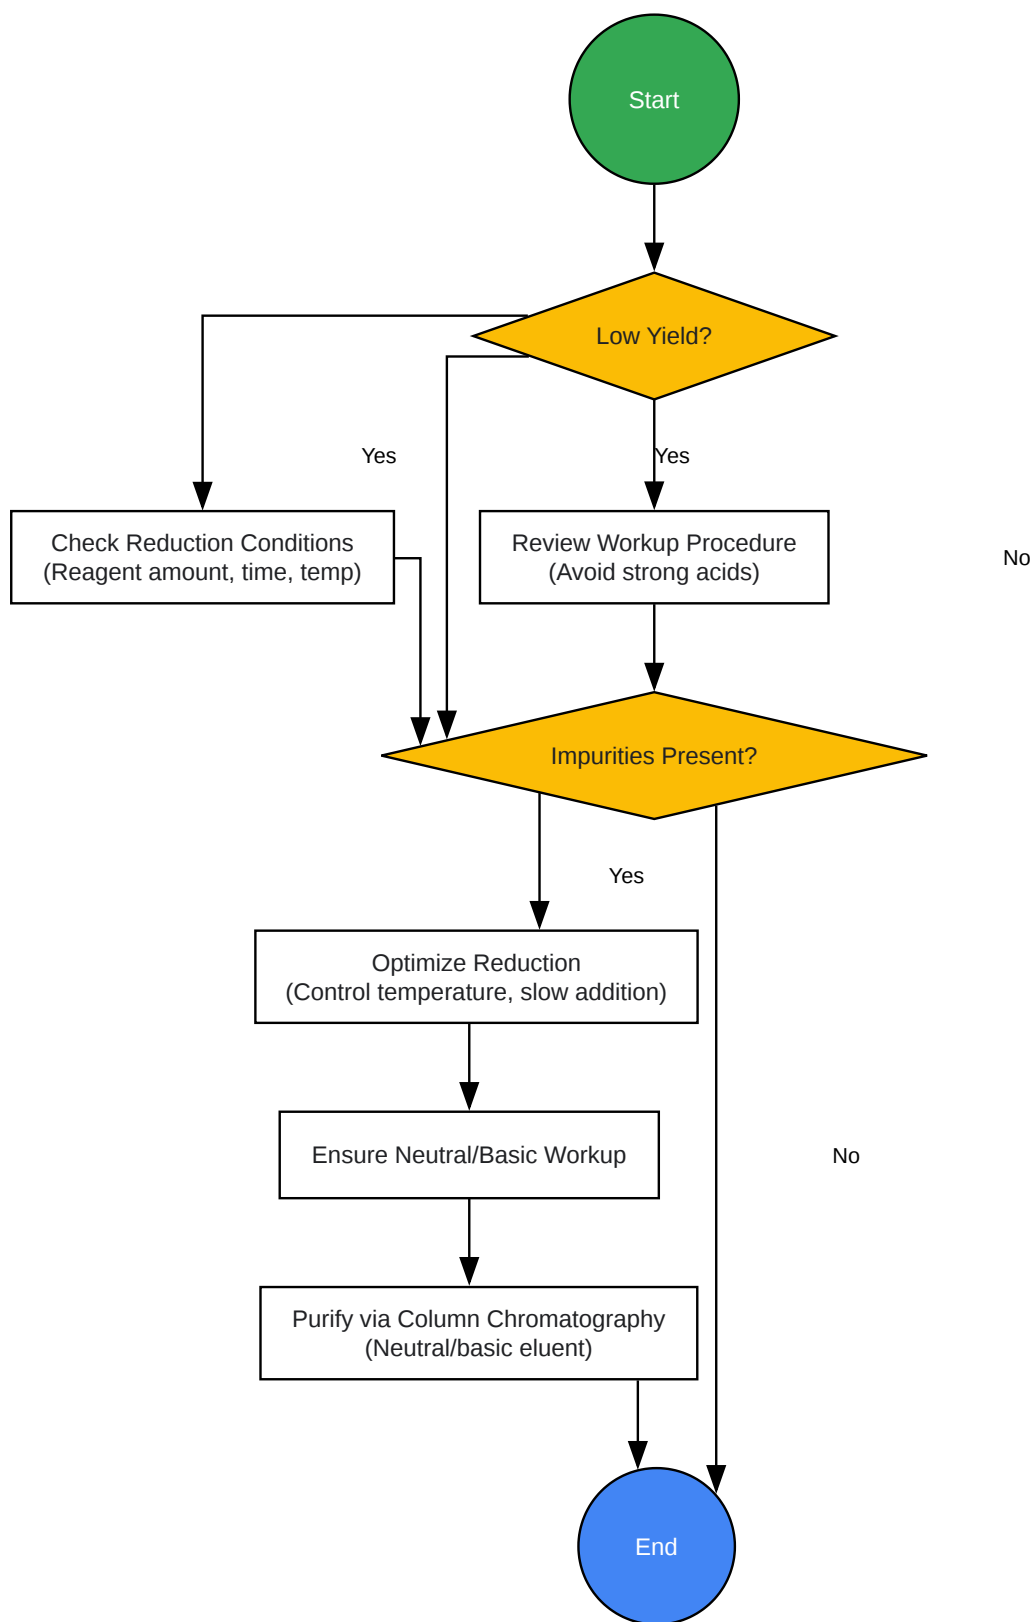 Start
Low Yield?
Yes
Yes
Check Reduction Conditions
(Reagent amount, time, temp)
Review Workup Procedure
(Avoid strong acids)
No
Impurities Present?
Yes
Optimize Reduction
(Control temperature, slow addition)
Ensure Neutral/Basic Workup
No
Purify via Column Chromatography
(Neutral/basic eluent)
End